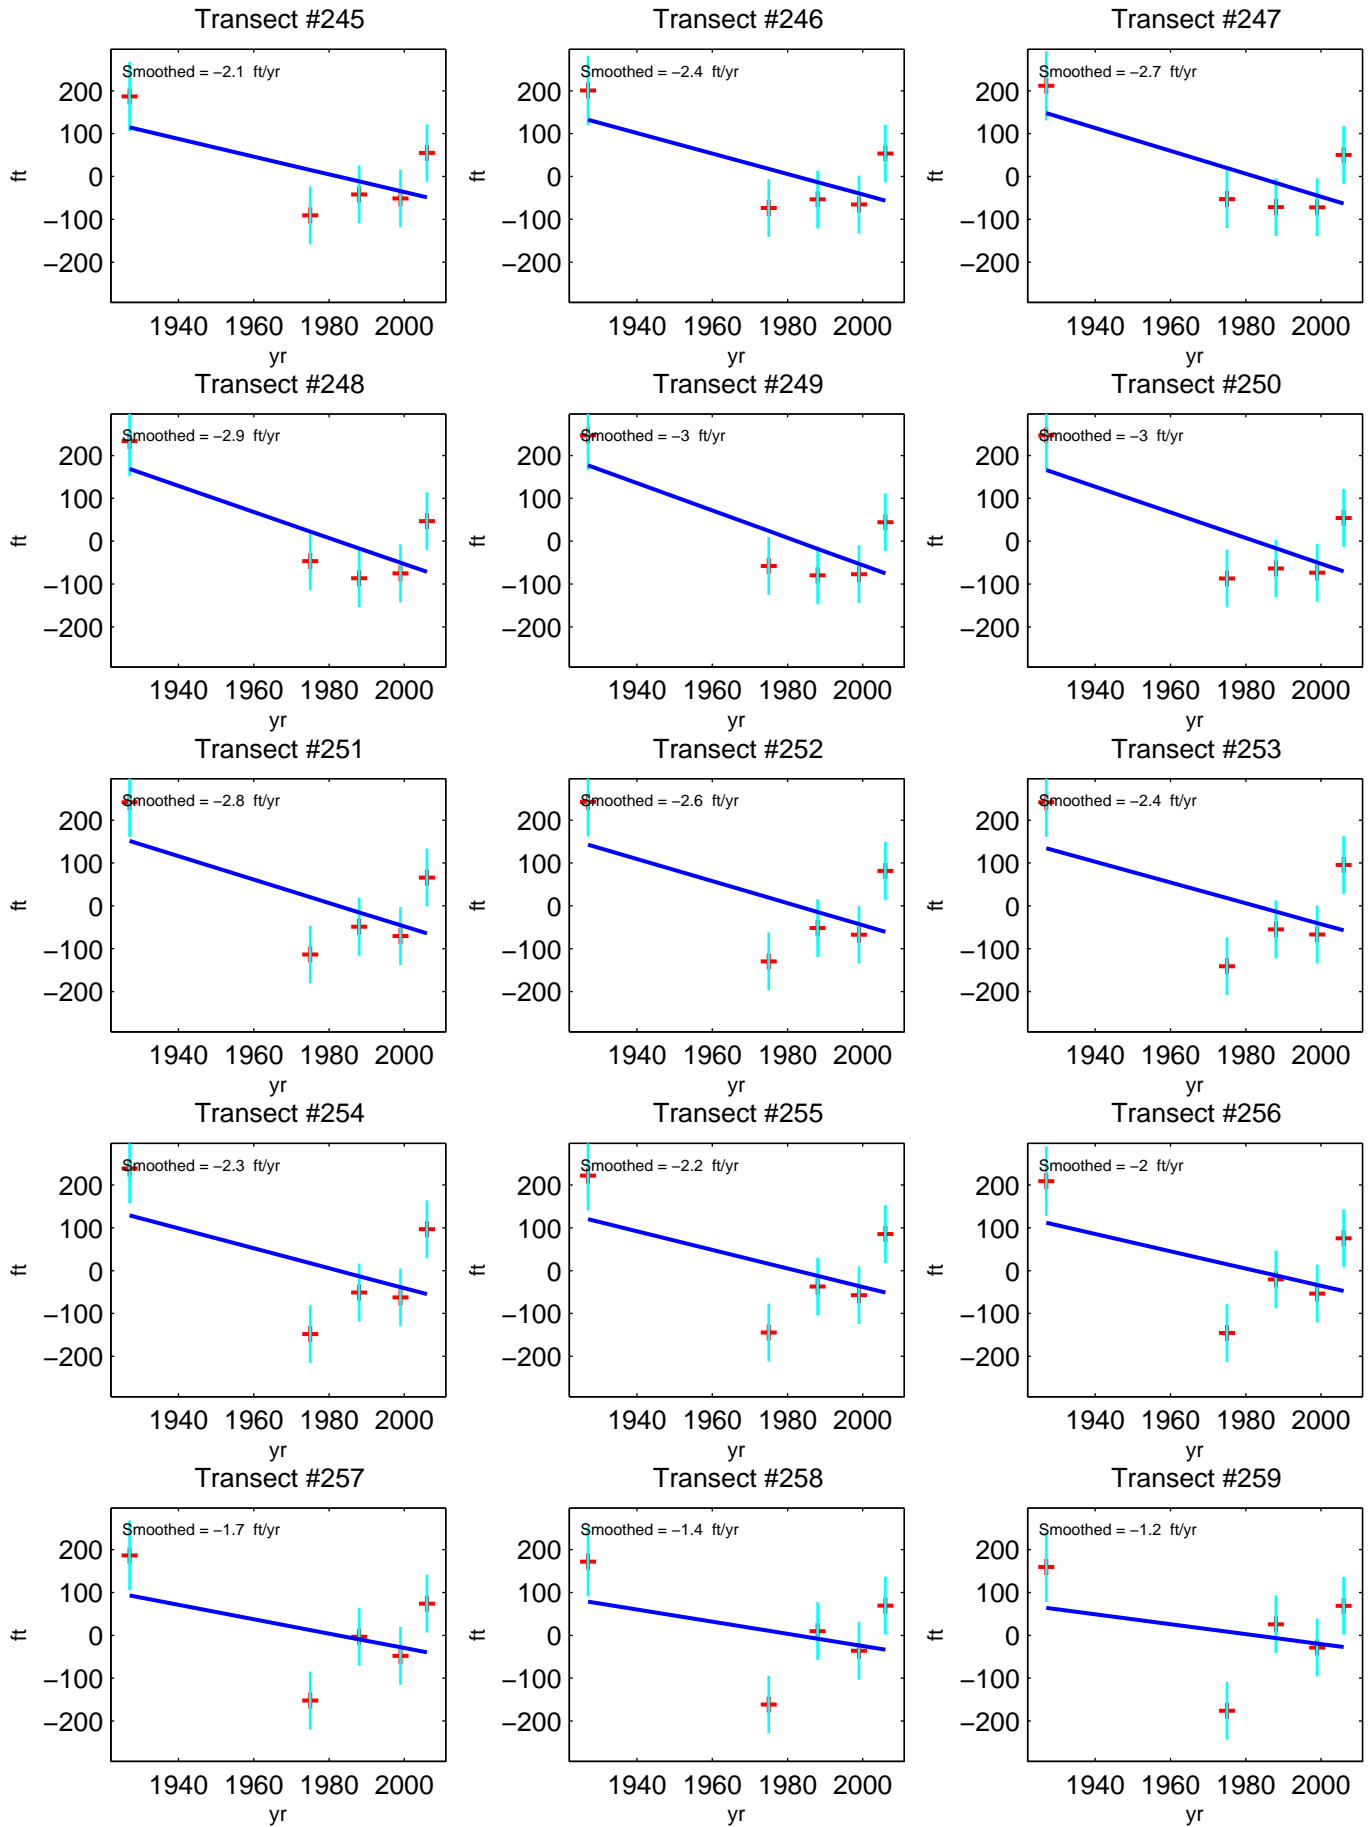 Transect #245 Transect #246 Transect #247
Smoothed = −2.1 ft/yr Smoothed = −2.4 ft/yr Smoothed = −2.7 ft/yr
200 200 200
100 100 100
0 0 0
−100 −100 −100
−200 −200 −200
ft ft ft
1940 1960 1980 2000 1940 1960 1980 2000 1940 1960 1980 2000
yr yr yr
Transect #248 Transect #249 Transect #250
Smoothed = −2.9 ft/yr Smoothed = −3 ft/yr Smoothed = −3 ft/yr
200 200 200
100 100 100
0 0 0
−100 −100 −100
−200 −200 −200
ft ft ft
1940 1960 1980 2000 1940 1960 1980 2000 1940 1960 1980 2000
yr yr yr
Transect #251 Transect #252 Transect #253
Smoothed = −2.8 ft/yr Smoothed = −2.6 ft/yr Smoothed = −2.4 ft/yr
200 200 200
100 100 100
0 0 0
−100 −100 −100
−200 −200 −200
ft ft ft
1940 1960 1980 2000 1940 1960 1980 2000 1940 1960 1980 2000
yr yr yr
Transect #254 Transect #255 Transect #256
Smoothed = −2.3 ft/yr Smoothed = −2.2 ft/yr Smoothed = −2 ft/yr
200 200 200
100 100 100
0 0 0
−100 −100 −100
−200 −200 −200
ft ft ft
1940 1960 1980 2000 1940 1960 1980 2000 1940 1960 1980 2000
yr yr yr
Transect #257 Transect #258 Transect #259
Smoothed = −1.7 ft/yr Smoothed = −1.4 ft/yr Smoothed = −1.2 ft/yr
200 200 200
100 100 100
0 0 0
−100 −100 −100
−200 −200 −200
ft ft ft
1940 1960 1980 2000 1940 1960 1980 2000 1940 1960 1980 2000
yr yr yr